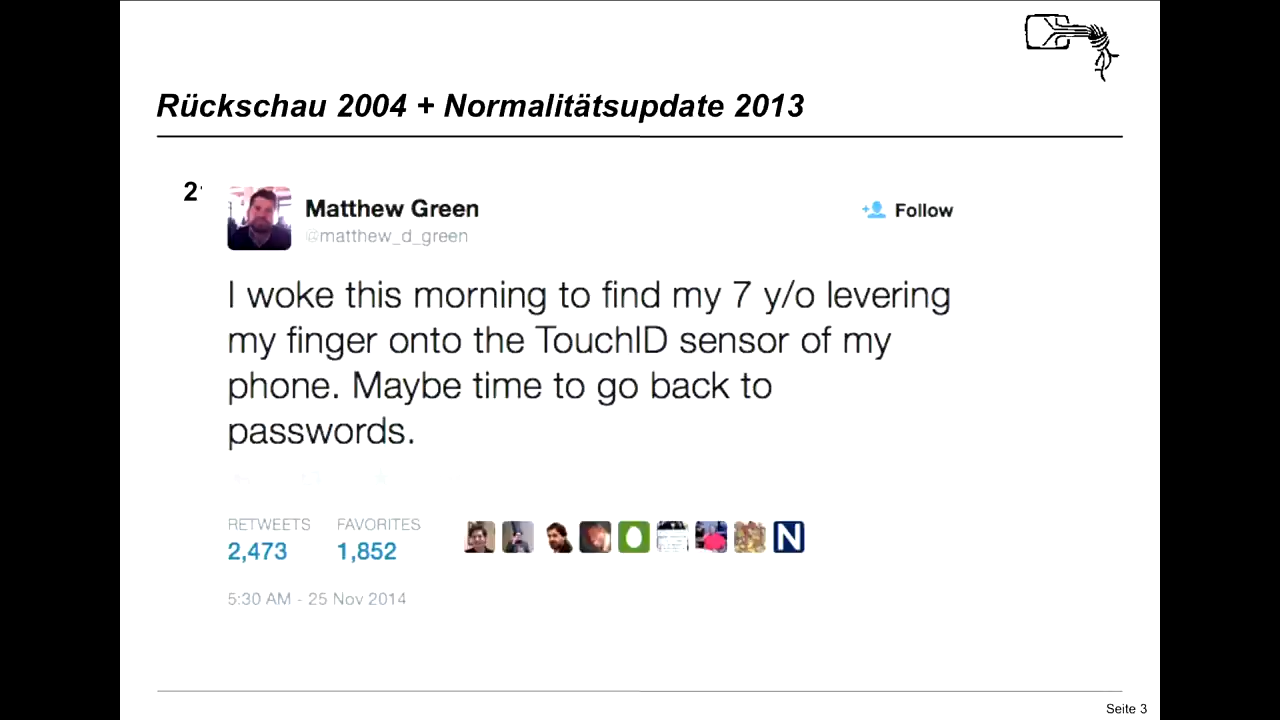 Rückschau 2004 + Normalitätsupdate 2013
2
Matthew Green
Follow
@matthew_d_green
I woke this morning to find my 7 y/o levering
my finger onto the TouchID sensor of my
phone. Maybe time to go back to
passwords.
RETWEETS FAVORITES
2,473 1,852
N
5:30 AM - 25 Nov 2014
Seite 3